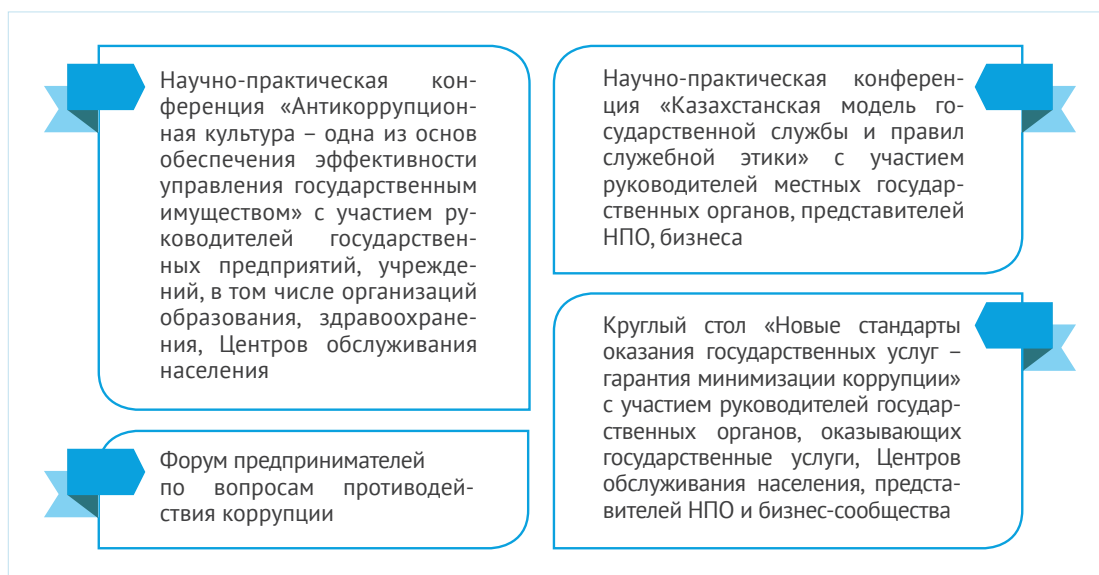 Научно-практическая кон-
ференция «Антикоррупцион-
ная культура – одна из основ
обеспечения эффективности
управления государственным
имуществом» с участием ру-
ководителей государствен-
ных предприятий, учрежде-
ний, в том числе организаций
образования, здравоохране-
ния, Центров обслуживания
населения
Форум предпринимателей
по вопросам противодей-
ствия коррупции
Научно-практическая конферен-
ция «Казахстанская модель го-
сударственной службы и правил
служебной этики» с участием
руководителей местных государ-
ственных органов, представителей
НПО, бизнеса
Круглый стол «Новые стандарты
оказания государственных услуг –
гарантия минимизации коррупции»
с участием руководителей государ-
ственных органов, оказывающих
государственные услуги, Центров
обслуживания населения, предста-
вителей НПО и бизнес-сообщества